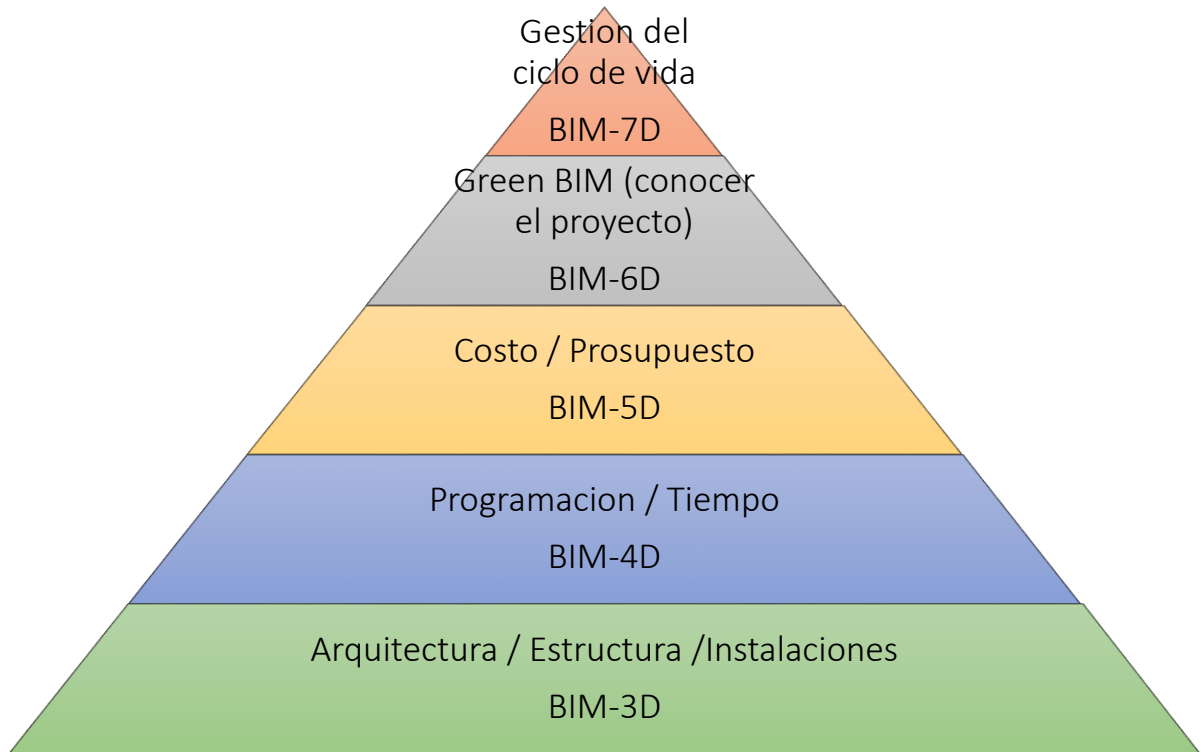 Gestion del
ciclo de vida
BIM-7D
Green BIM (conocer
el proyecto)
BIM-6D
Costo / Prosupuesto
BIM-5D
Programacion / Tiempo
BIM-4D
Arquitectura / Estructura /Instalaciones
BIM-3D